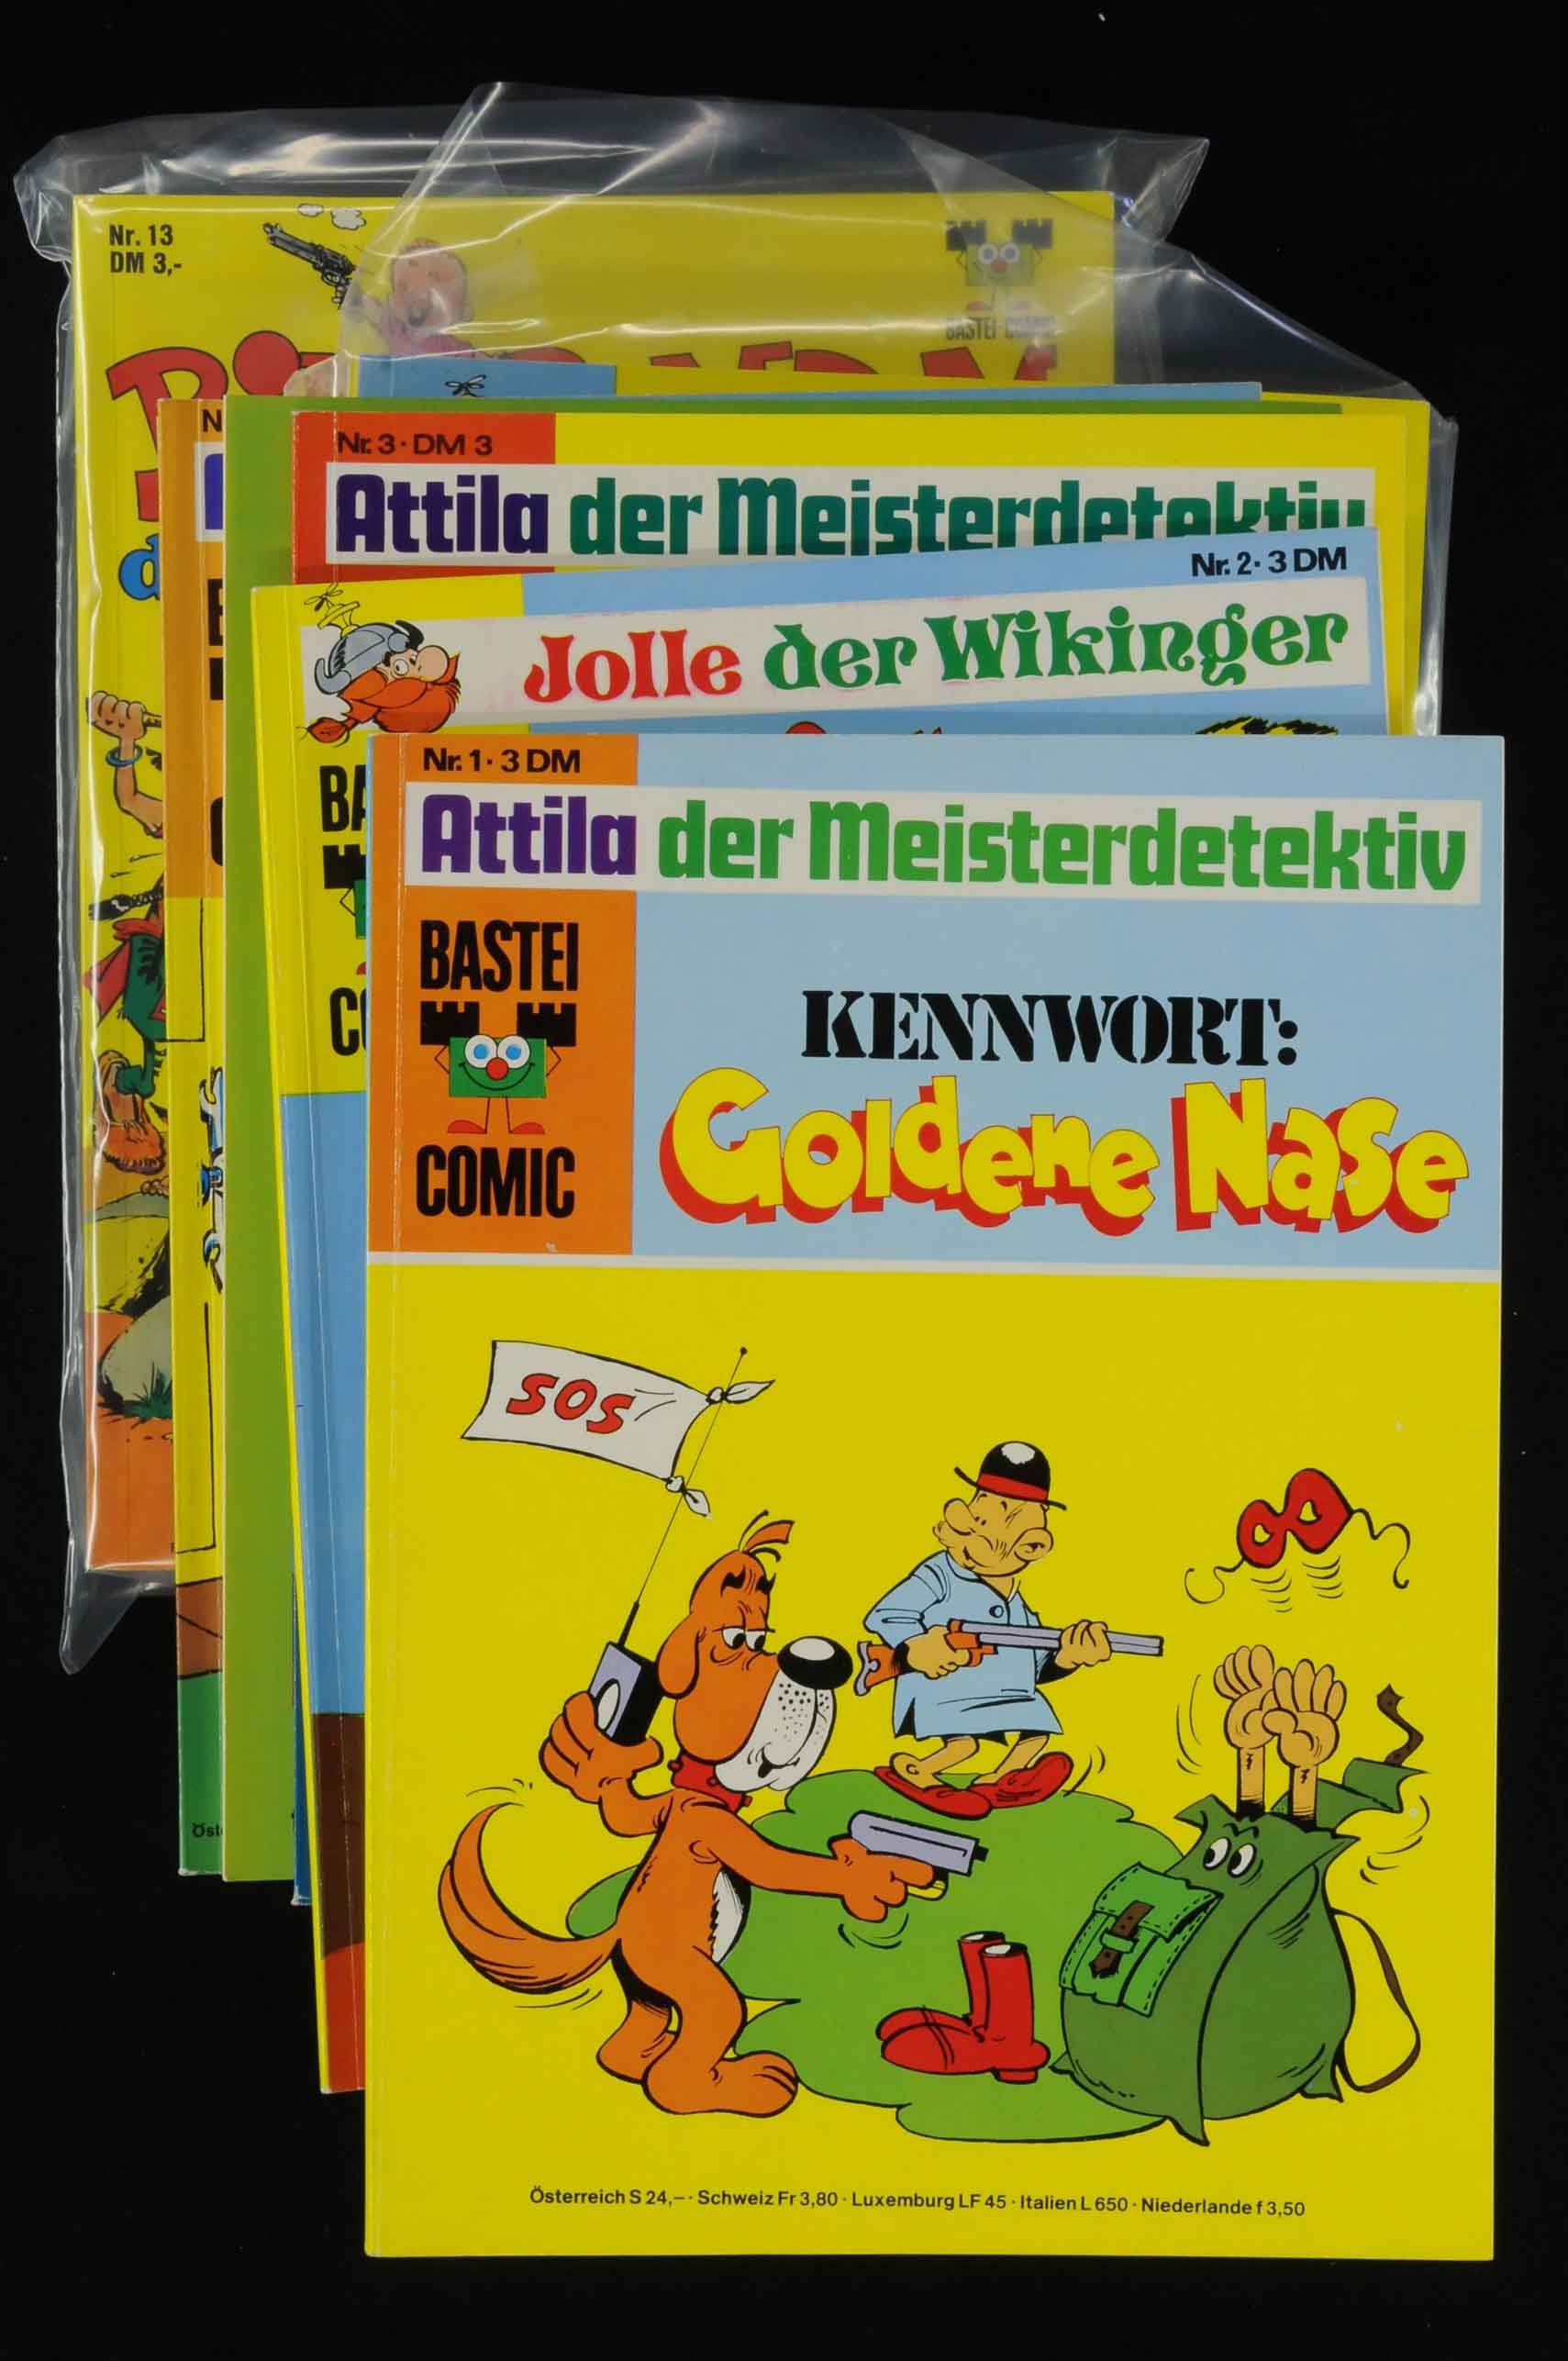 Nr. 13
DM 3,-
BASTEI COMIC
Nr. 3 · DM 3
Attila der Meisterdetektiv
Nr. 2 · 3 DM
Jolle der Wikinger
Nr. 1 · 3 DM
Attila der Meisterdetektiv
BASTEI
COMIC
KENNWORT:
Goldene Nase
SOS
Österreich S 24,– · Schweiz Fr 3,80 · Luxemburg LF 45 · Italien L 650 · Niederlande f 3,50